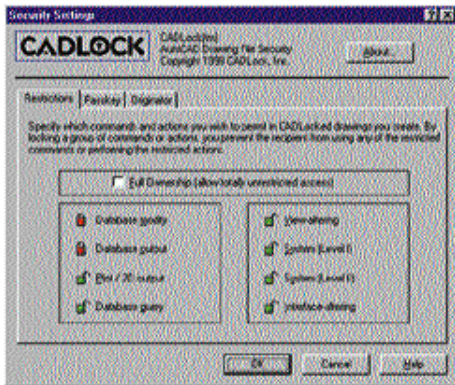 Security Settings
CADLOCK
CADLock(tm)
AutoCAD Drawing File Security
Copyright 1998 CADLock, Inc.
About...
Restrictions
Passkey
Originator
Specify which commands and actions you wish to permit in CADLocked drawings you create. By
locking a group of commands or actions, you prevent the recipient from using any of the restricted
commands or performing the restricted actions.
Full Ownership (allow totally unrestricted access)
Database modify
Database output
Plot / 2D output
Database query
View-altering
System (Level I)
System (Level II)
Interface-altering
OK
Cancel
Help